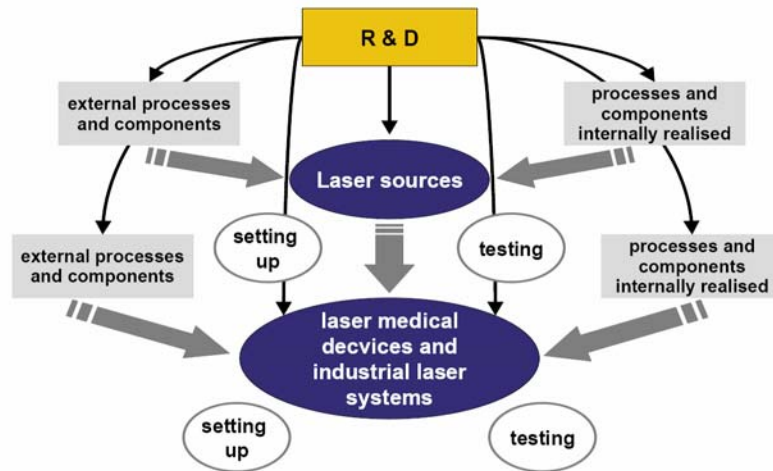 R & D
external processes
and components
processes and
components
internally realised
Laser sources
setting
up
testing
external processes
and components
processes and
components
internally realised
laser medical
decvices and
industrial laser
systems
setting
up
testing